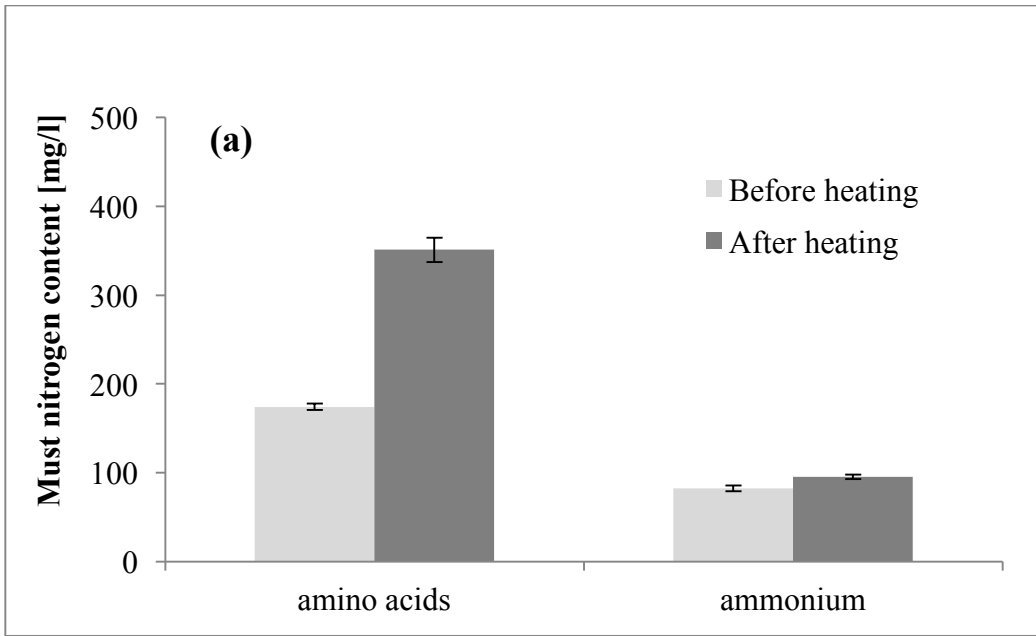 Must nitrogen content [mg/l]
500
400
300
200
100
0
(a)
Before heating
After heating
amino acids
ammonium